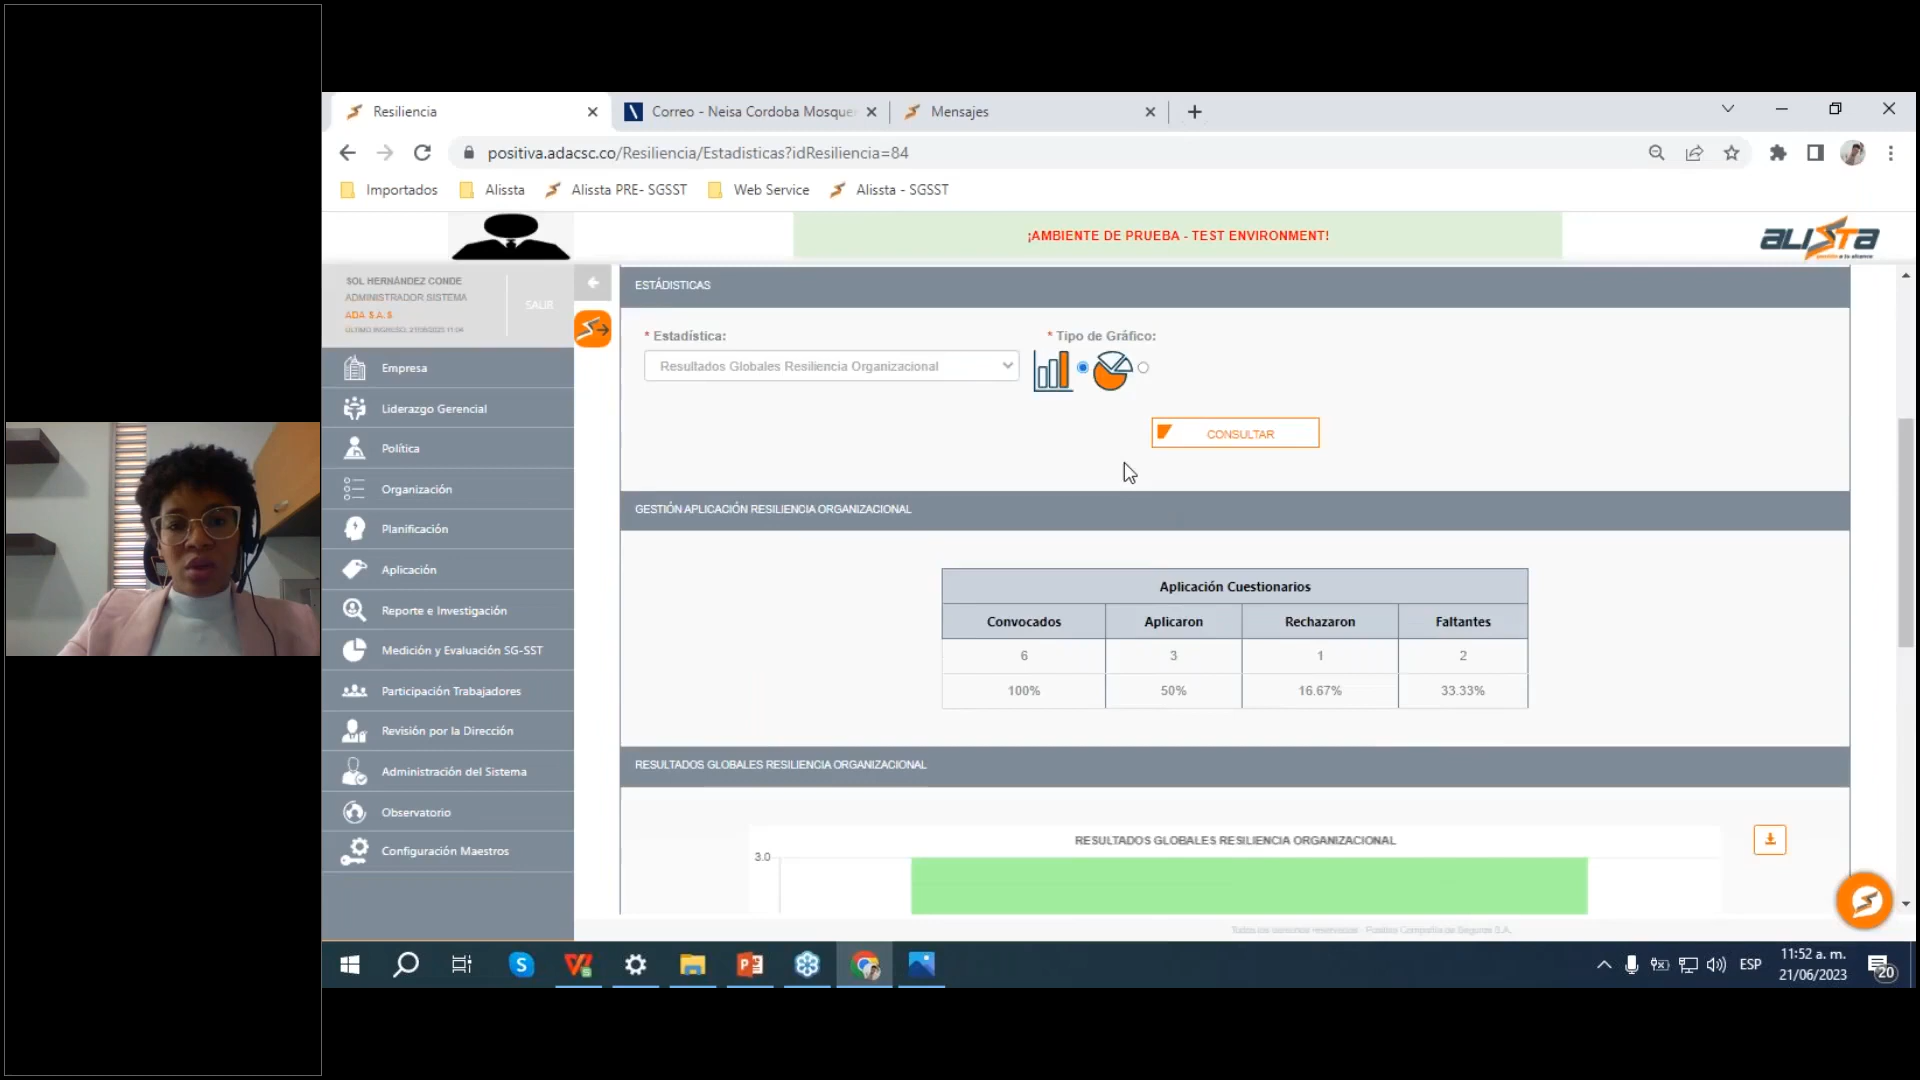 Resiliencia
Correo - Neisa Cordoba Mosque
Mensajes
positiva.adacsc.co/Resiliencia/Estadisticas?idResiliencia=84
Importados
Alissta
Alissta PRE- SGSST
Web Service
Alissta - SGSST
¡AMBIENTE DE PRUEBA - TEST ENVIRONMENT!
ALISSTA
SOL HERNÁNDEZ CONDE
ADMINISTRADOR SISTEMA
ADA S.A.S
SALIR
Empresa
Liderazgo Gerencial
Política
Organización
Planificación
Aplicación
Reporte e Investigación
Medición y Evaluación SG-SST
Participación Trabajadores
Revisión por la Dirección
Administración del Sistema
Observatorio
Configuración Maestros
ESTÁDISTICAS
* Estadística:
* Tipo de Gráfico:
Resultados Globales Resiliencia Organizacional
CONSULTAR
GESTIÓN APLICACIÓN RESILIENCIA ORGANIZACIONAL
Aplicación Cuestionarios
Convocados Aplicaron Rechazaron Faltantes
6 3 1 2
100% 50% 16.67% 33.33%
RESULTADOS GLOBALES RESILIENCIA ORGANIZACIONAL
RESULTADOS GLOBALES RESILIENCIA ORGANIZACIONAL
3.0
ESP
11:52 a. m.
21/06/2023
20